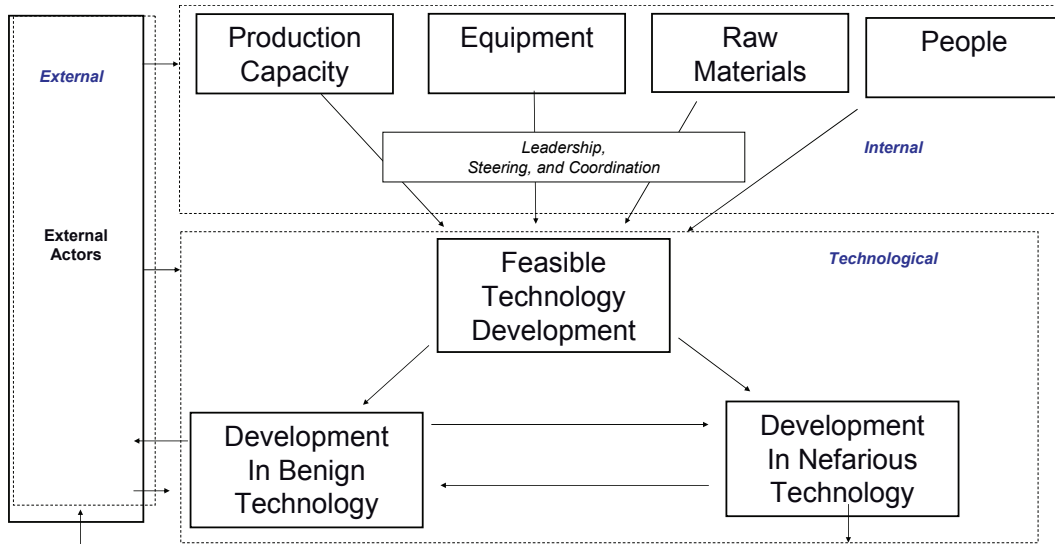 External
External
Actors
Production
Capacity
Equipment
Raw
Materials
People
Leadership,
Steering, and Coordination
Internal
Technological
Feasible
Technology
Development
Development
In Benign
Technology
Development
In Nefarious
Technology